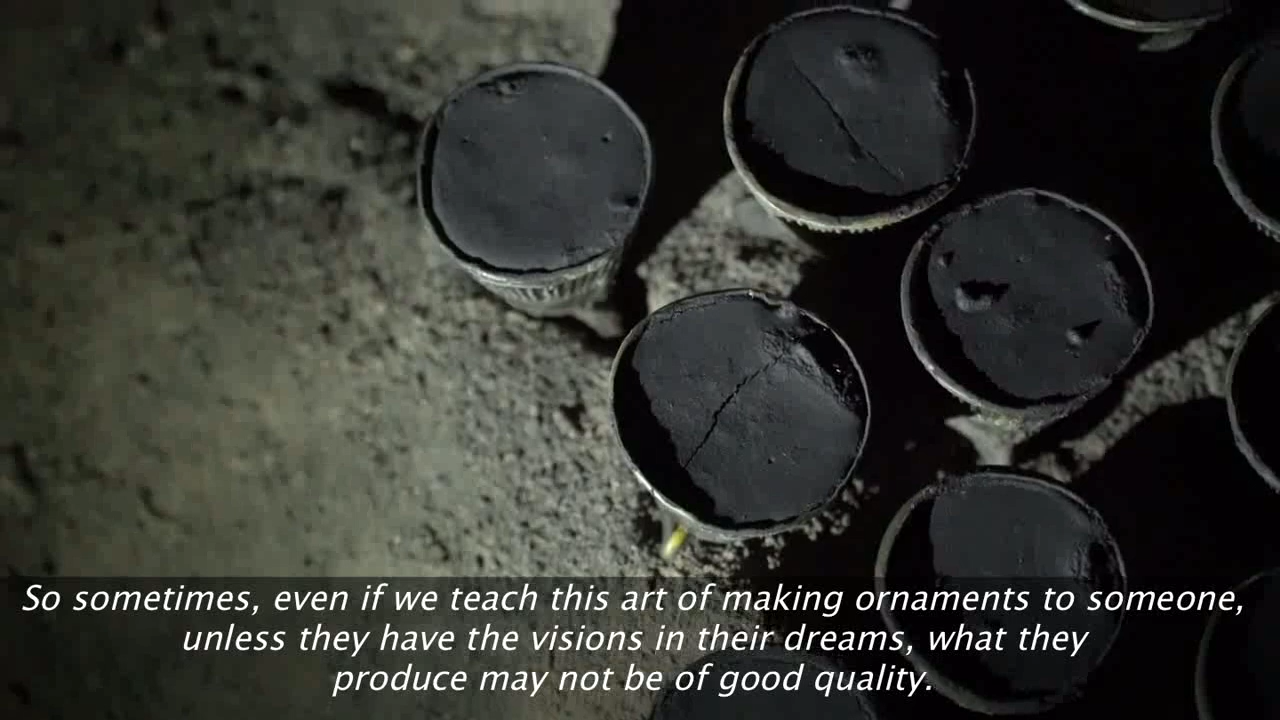 So sometimes, even if we teach this art of making ornaments to someone,
unless they have the visions in their dreams, what they
produce may not be of good quality.